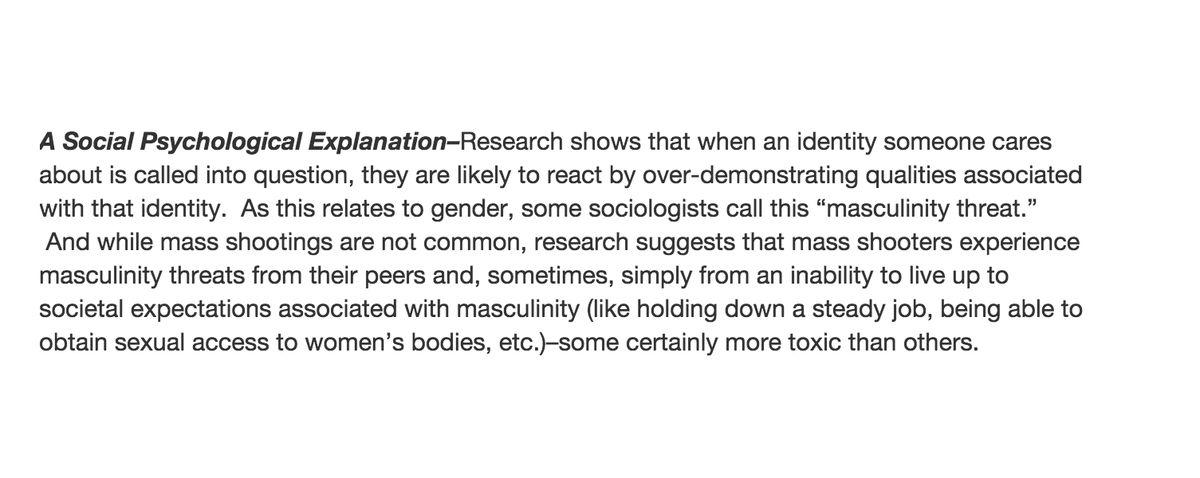 A Social Psychological Explanation–Research shows that when an identity someone cares
about is called into question, they are likely to react by over-demonstrating qualities associated
with that identity.  As this relates to gender, some sociologists call this “masculinity threat.”
 And while mass shootings are not common, research suggests that mass shooters experience
masculinity threats from their peers and, sometimes, simply from an inability to live up to
societal expectations associated with masculinity (like holding down a steady job, being able to
obtain sexual access to women’s bodies, etc.)–some certainly more toxic than others.